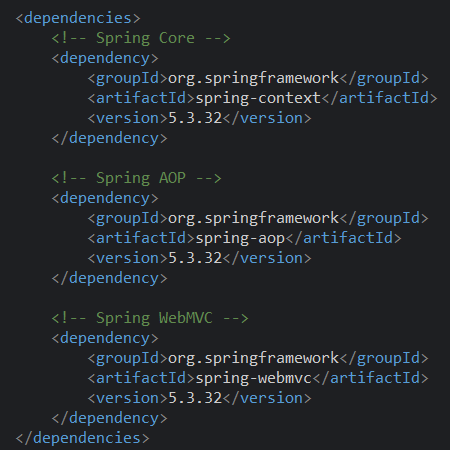 <dependencies>
    <!-- Spring Core -->
    <dependency>
        <groupId>org.springframework</groupId>
        <artifactId>spring-context</artifactId>
        <version>5.3.32</version>
    </dependency>

    <!-- Spring AOP -->
    <dependency>
        <groupId>org.springframework</groupId>
        <artifactId>spring-aop</artifactId>
        <version>5.3.32</version>
    </dependency>

    <!-- Spring WebMVC -->
    <dependency>
        <groupId>org.springframework</groupId>
        <artifactId>spring-webmvc</artifactId>
        <version>5.3.32</version>
    </dependency>
</dependencies>